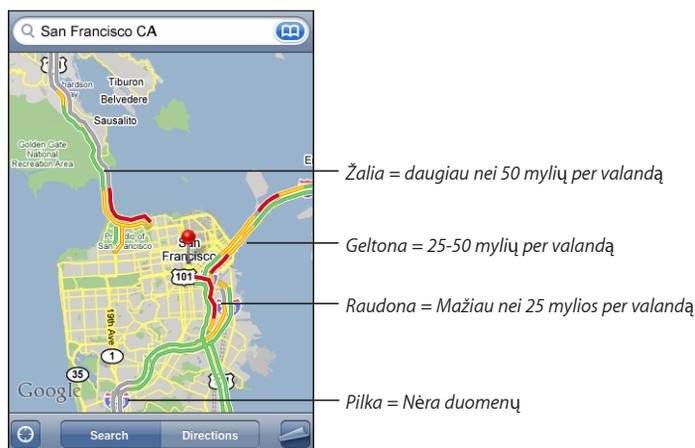 San Francisco CA
Tiburon
Belvedere
Sausalito
Golden Gate
National
Recreation Area
San
Francisco
101
19th Ave
1
35
Google
Search
Directions
Žalia = daugiau nei 50 mylių per valandą
Geltona = 25-50 mylių per valandą
Raudona = Mažiau nei 25 mylios per valandą
Pilka = Nėra duomenų